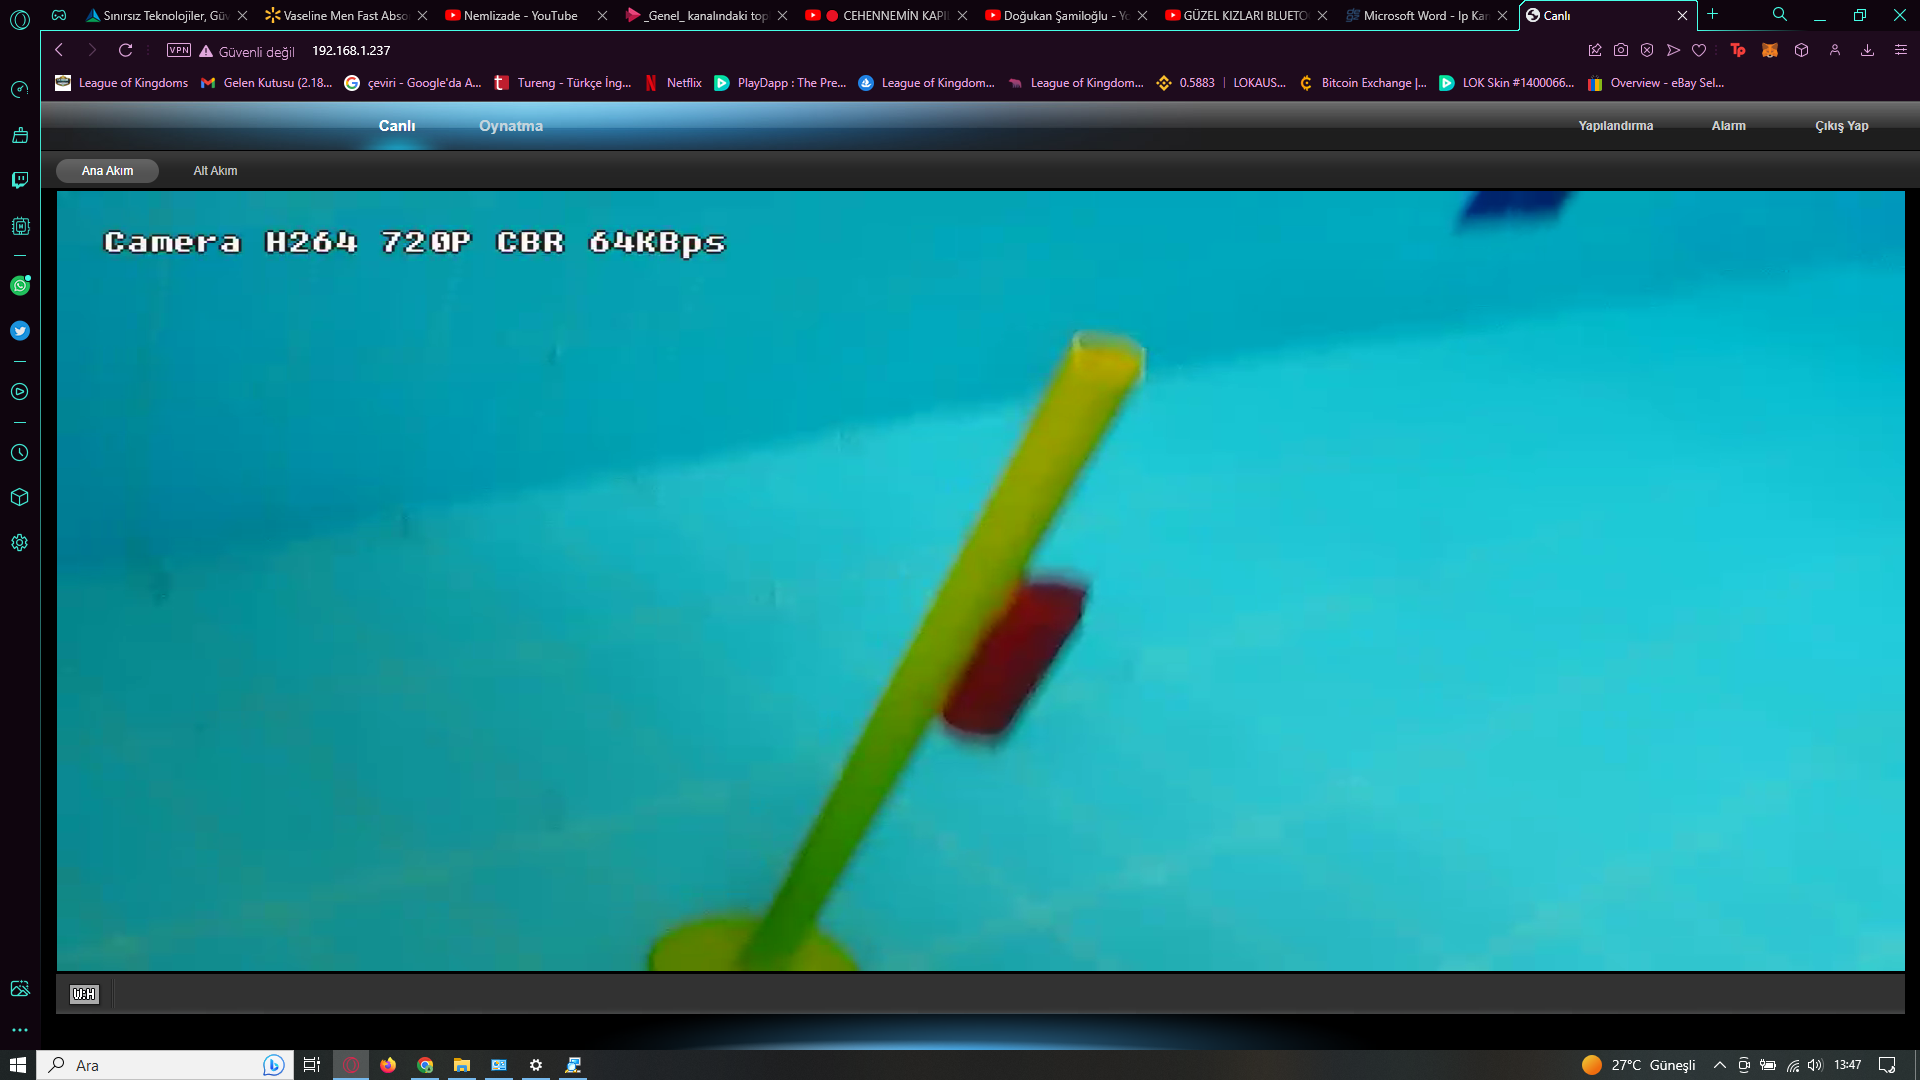 Sınırsız Teknolojiler, Güv
Vaseline Men Fast Abso
Nemlizade - YouTube
_Genel_ kanalındaki top
CEHENNEMİN KAPI
Doğukan Şamiloğlu - Yo
GÜZEL KIZLARI BLUETO
Microsoft Word - Ip Kam
Canlı
VPN
Güvenli değil
192.168.1.237
League of Kingdoms
Gelen Kutusu (2.18...
çeviri - Google'da A...
Tureng - Türkçe İng...
Netflix
PlayDapp : The Pre...
League of Kingdom...
League of Kingdom...
0.5883 | LOKAUS...
Bitcoin Exchange |...
LOK Skin #1400066...
Overview - eBay Sel...
Canlı
Oynatma
Yapılandırma
Alarm
Çıkış Yap
Ana Akım
Alt Akım
Camera H264 720P CBR 64KBps
W:H
Ara
27°C Güneşli
13:47